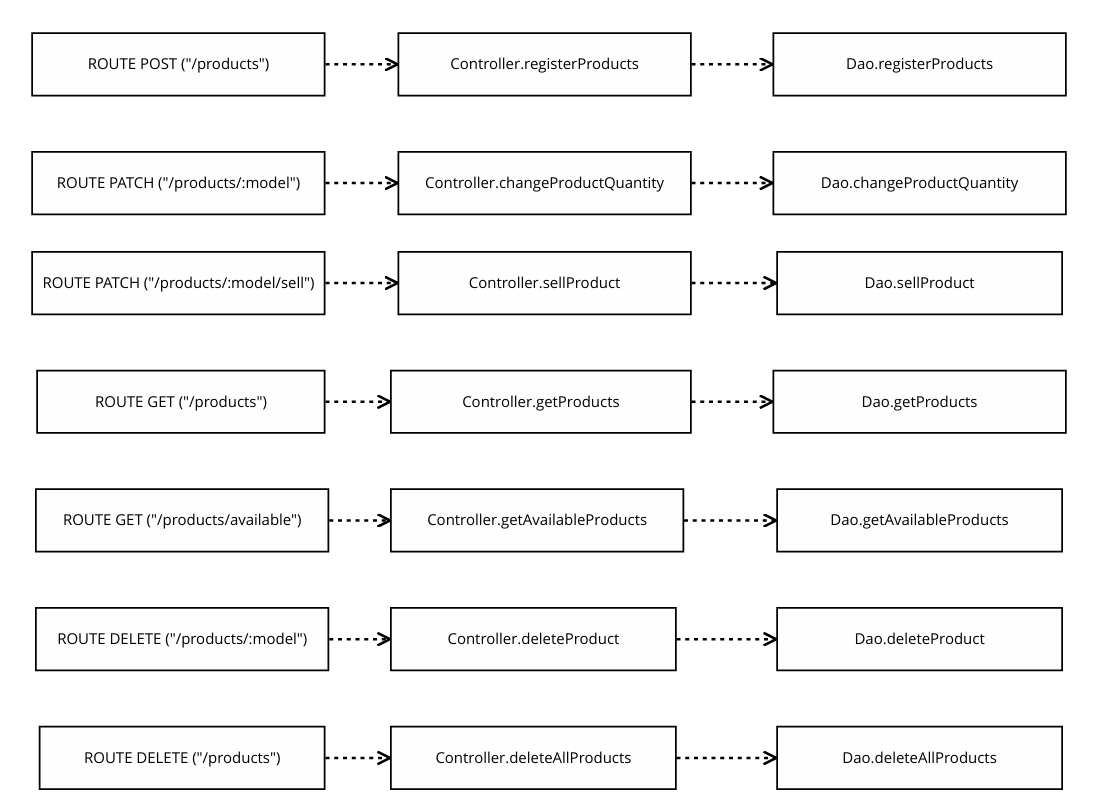 ROUTE POST ("/products")
Controller.registerProducts
Dao.registerProducts
ROUTE PATCH ("/products/:model")
Controller.changeProductQuantity
Dao.changeProductQuantity
ROUTE PATCH ("/products/:model/sell")
Controller.sellProduct
Dao.sellProduct
ROUTE GET ("/products")
Controller.getProducts
Dao.getProducts
ROUTE GET ("/products/available")
Controller.getAvailableProducts
Dao.getAvailableProducts
ROUTE DELETE ("/products/:model")
Controller.deleteProduct
Dao.deleteProduct
ROUTE DELETE ("/products")
Controller.deleteAllProducts
Dao.deleteAllProducts